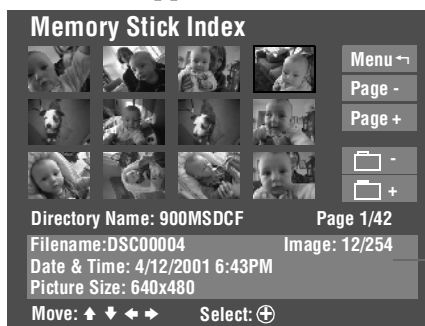 Memory Stick Index
Menu
Page -
Page +
-
+
Directory Name: 900MSDCF Page 1/42
Filename:DSC00004 Image: 12/254
Date & Time: 4/12/2001 6:43PM
Picture Size: 640x480
Move: Select: